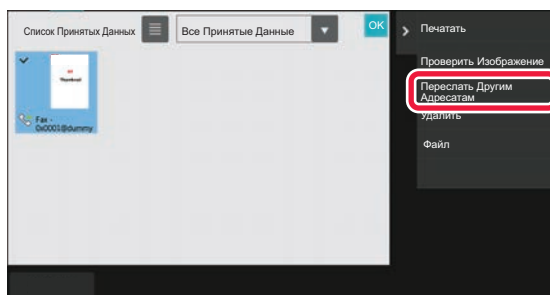 Список Принятых Данных
Все Принятые Данные
OK
Печатать
Проверить Изображение
Переслать Другим
Адресатам
Удалить
Файл
Fax -
0x0001@dummy